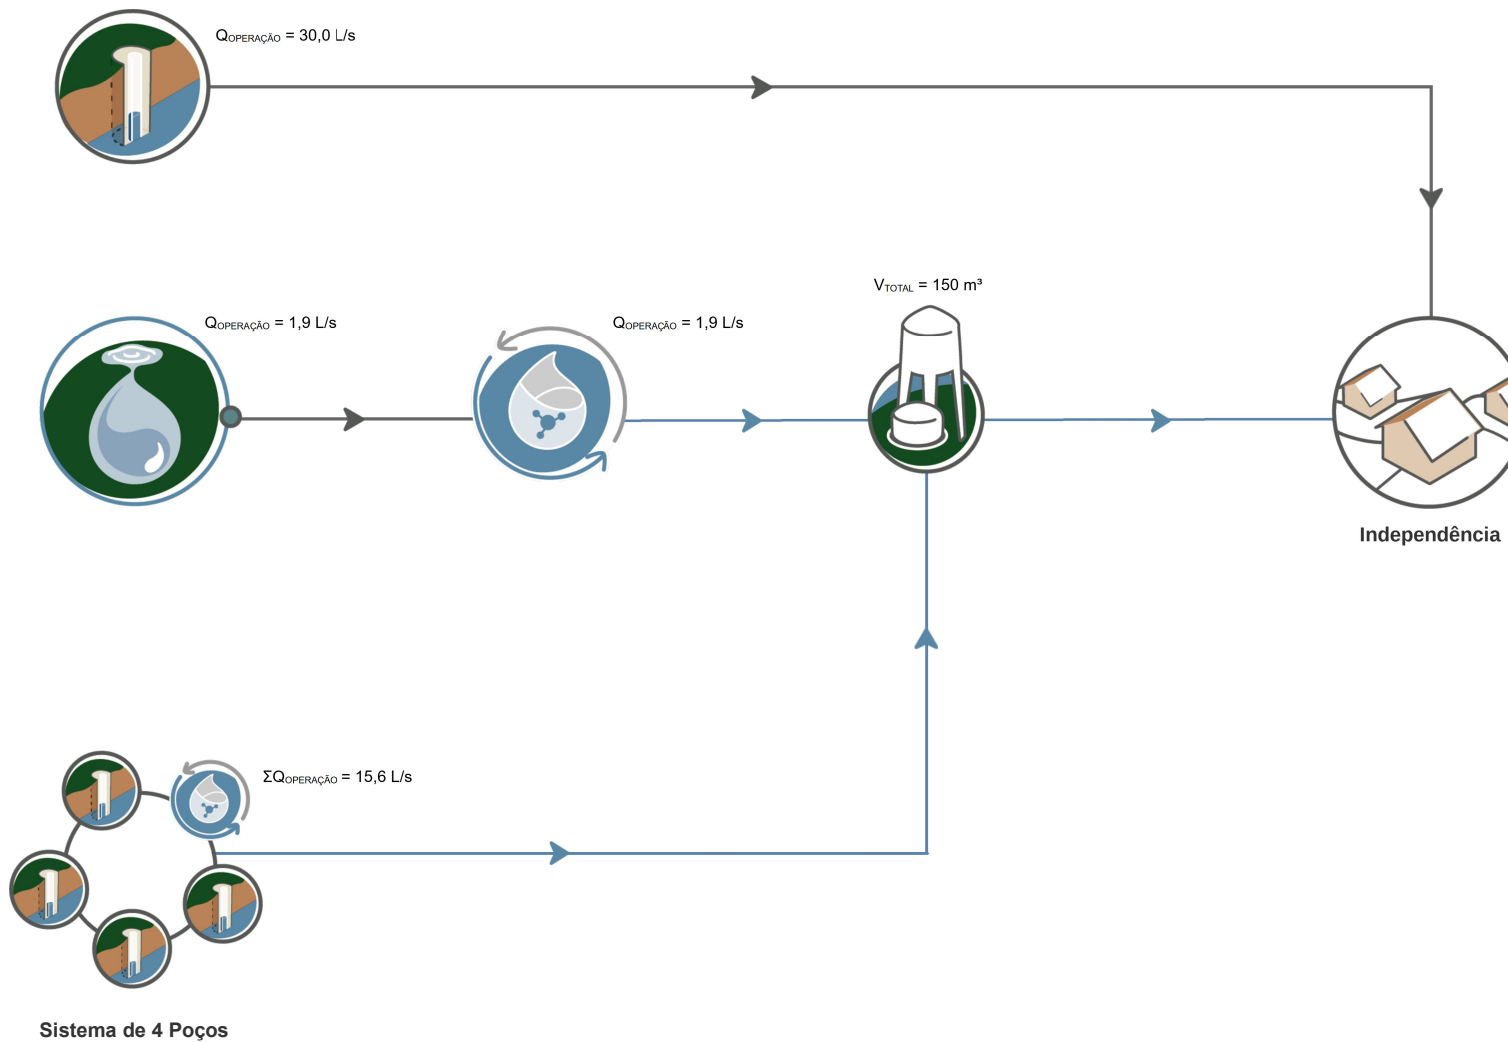 QOPERAÇÃO = 30,0 L/s
VTOTAL = 150 m³
QOPERAÇÃO = 1,9 L/s
QOPERAÇÃO = 1,9 L/s
Independência
ΣQOPERAÇÃO = 15,6 L/s
Sistema de 4 Poços